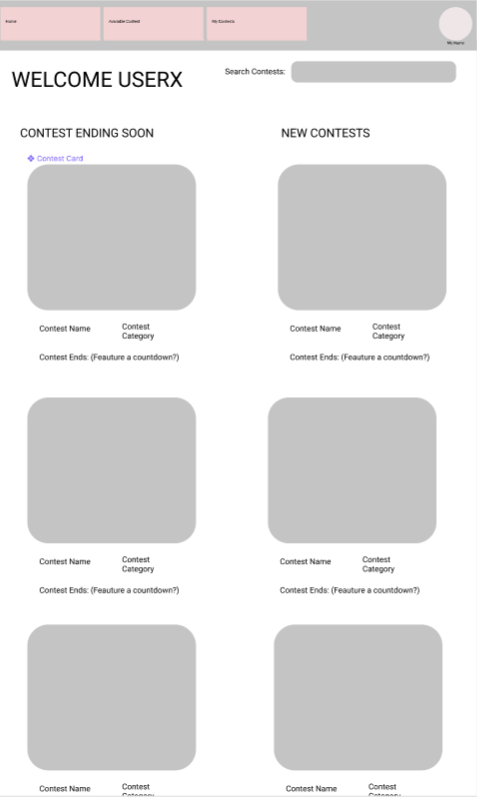 Home
Available Contest
My Contests
My Name
Search Contests:
WELCOME USERX
CONTEST ENDING SOON
NEW CONTESTS
Contest Card
Contest Name
Contest
Category
Contest Ends: (Feauture a countdown?)
Contest Name
Contest
Category
Contest Ends: (Feauture a countdown?)
Contest Name
Contest
Category
Contest Ends: (Feauture a countdown?)
Contest Name
Contest
Category
Contest Ends: (Feauture a countdown?)
Contest Name
Contest
Category
Contest Name
Contest
Category